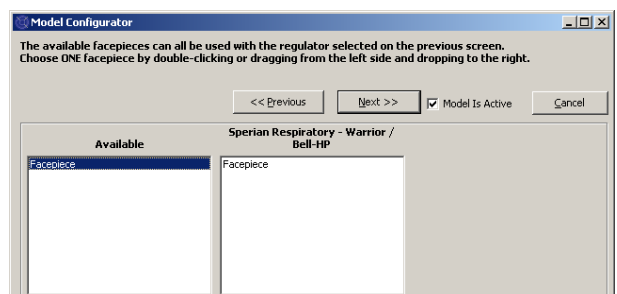 Model Configurator
The available facepieces can all be used with the regulator selected on the previous screen.
Choose ONE facepiece by double-clicking or dragging from the left side and dropping to the right.
<< Previous Next >> Model Is Active Cancel
Available
Sperian Respiratory - Warrior /
Bell-HP
Facepiece
Facepiece